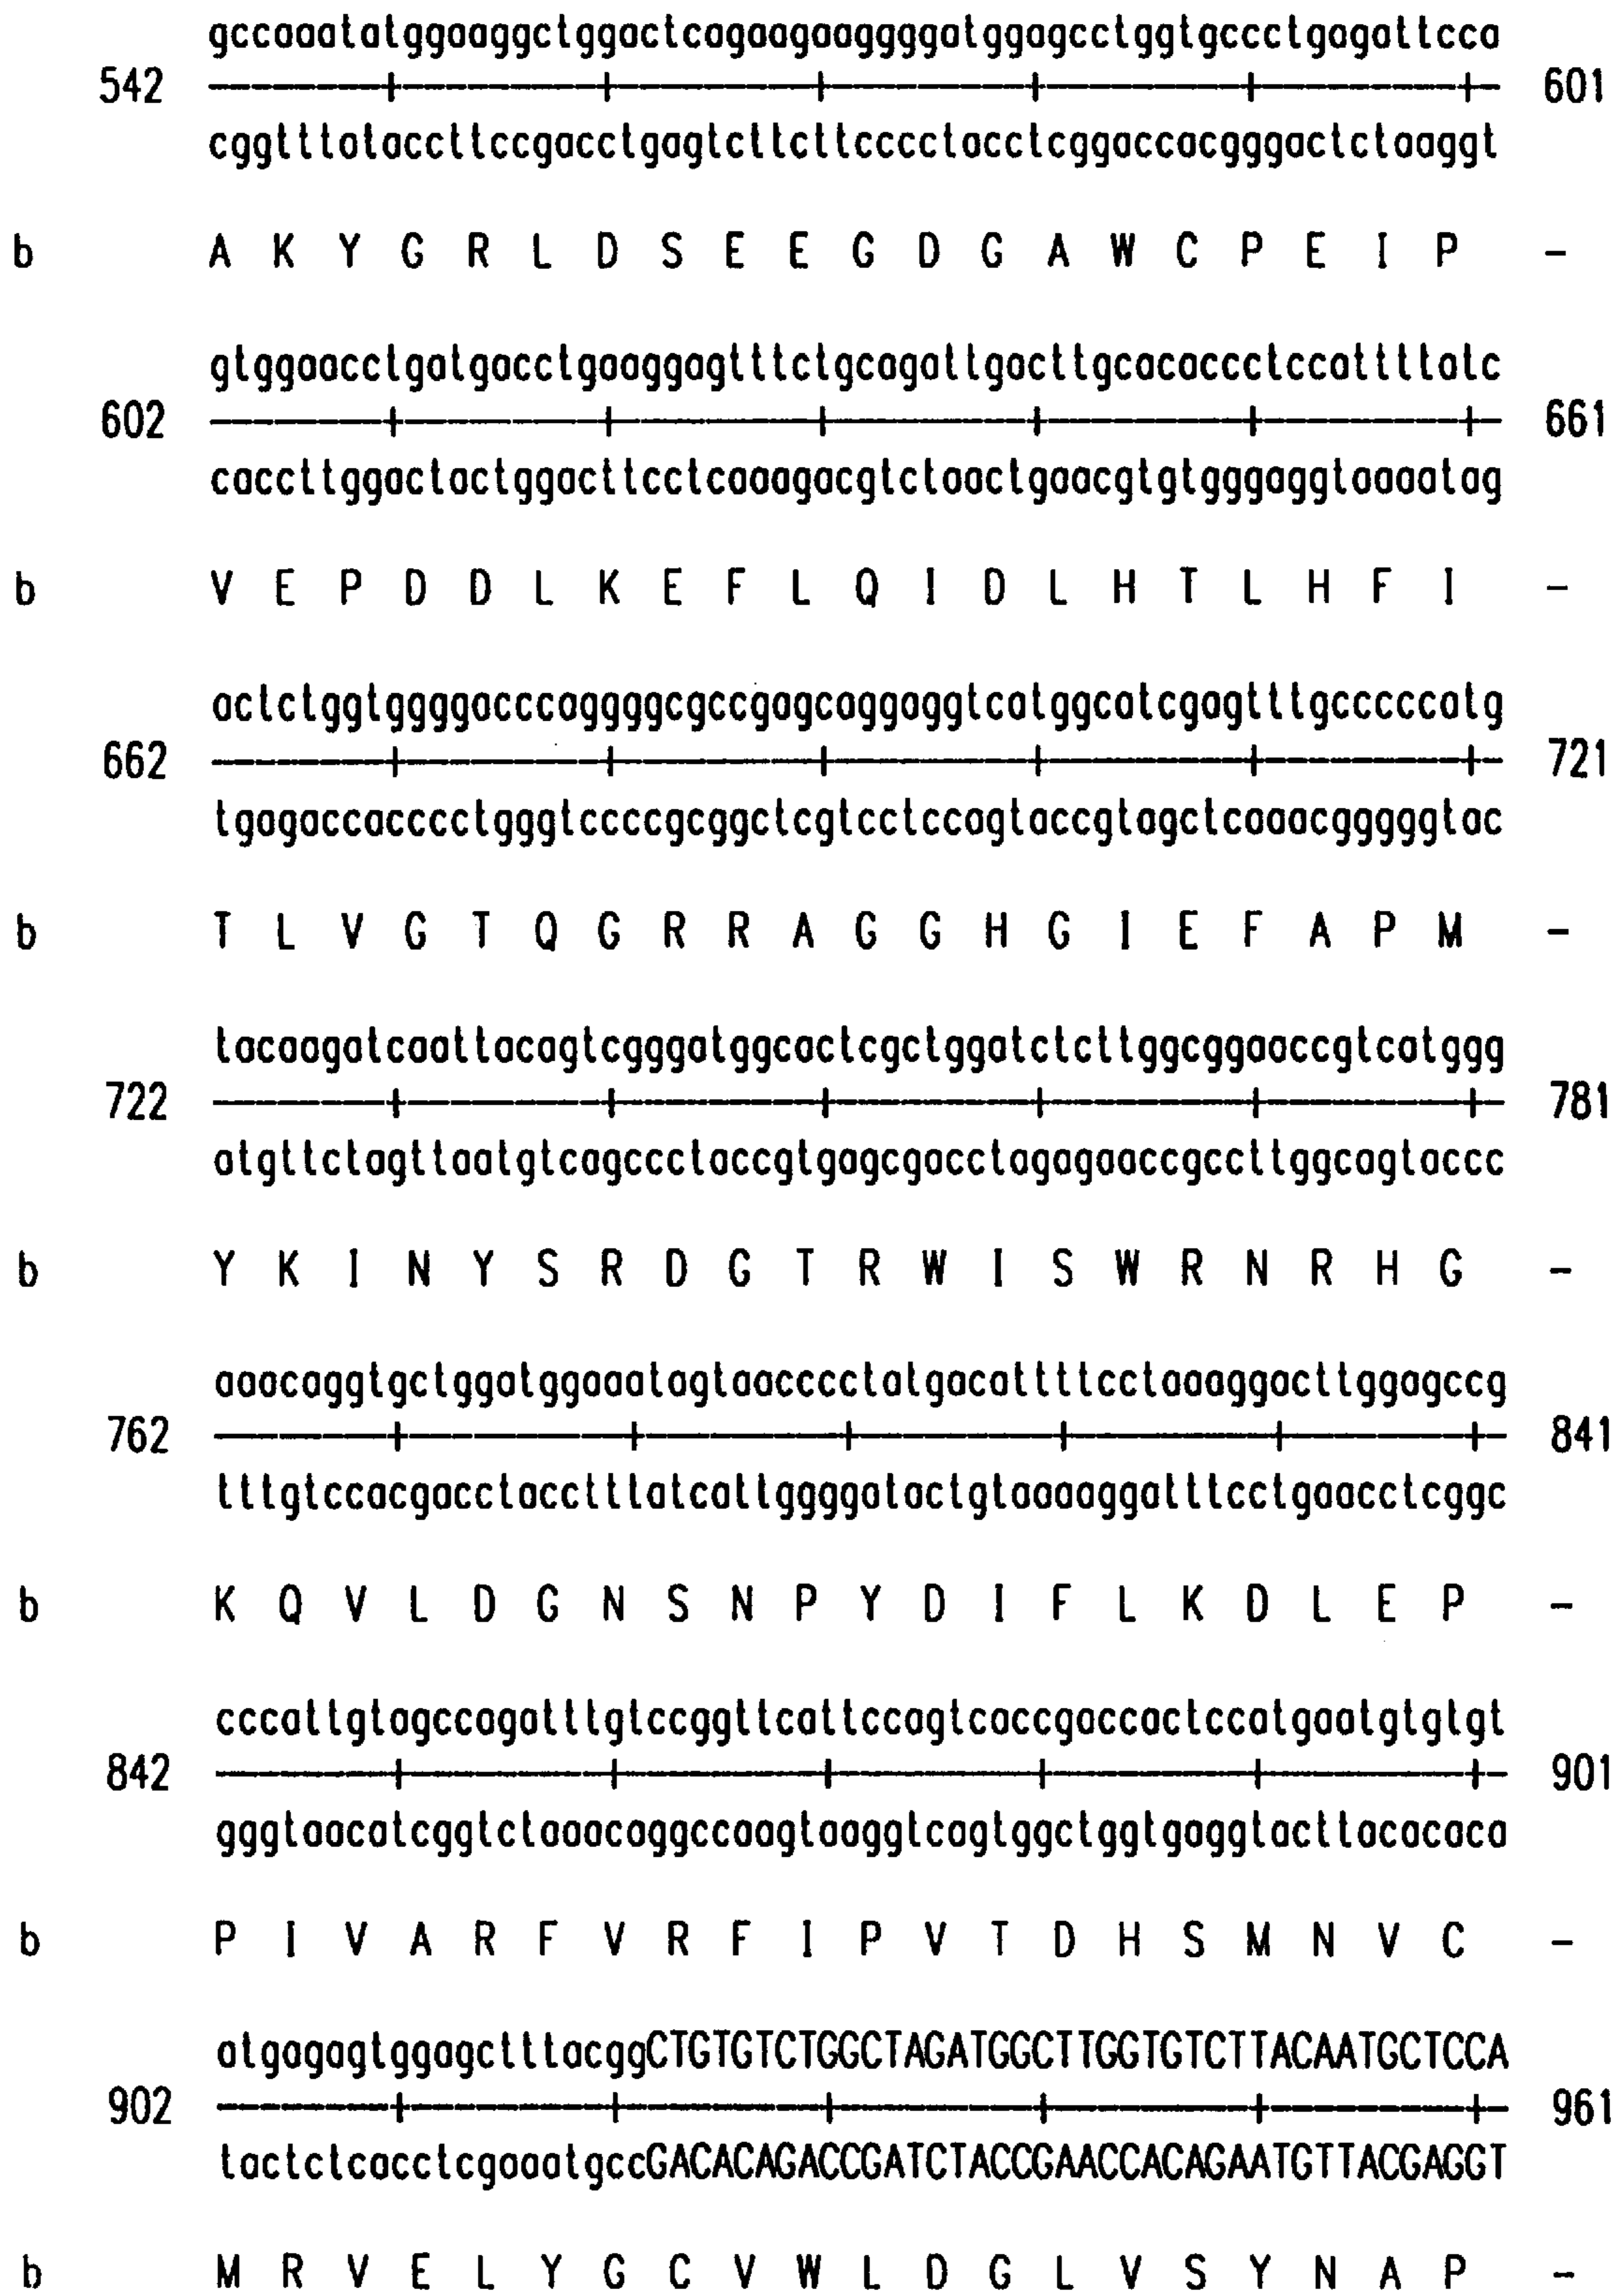 gccaaatatggaaggctggactcagaagaaggggatggagcctggtgccctgagattcca
542 --------+---------+---------+---------+---------+---------+- 601
cggtttataccttccgacctgagtcttcttcccctacctcggaccacgggactctaaggt
b A K Y G R L D S E E G D G A W C P E I P -
gtggaacctgatgacctgaaggagtttctgcagattgacttgcacaccctccattttatc
602 --------+---------+---------+---------+---------+---------+- 661
caccttggactactggacttcctcaaagacgtctaactgaacgtgtgggaggtaaaatag
b V E P D D L K E F L Q I D L H T L H F I -
actctggtggggacccaggggcgccgagcaggaggtcatggcatcgagtttgcccccatg
662 --------+---------+---------+---------+---------+---------+- 721
tgagaccacccctgggtccccgcggctcgtcctccagtaccgtagctcaaacgggggtac
b T L V G T Q G R R A G G H G I E F A P M -
tacaagatcaattacagtcgggatggcactcgctggatctcttggcggaaccgtcatggg
722 --------+---------+---------+---------+---------+---------+- 781
atgttctagttaatgtcagccctaccgtgagcgacctagagaaccgccttggcagtaccc
b Y K I N Y S R D G T R W I S W R N R H G -
aaacaggtgctggatggaaatagtaacccctatgacattttcctaaaggacttggagccg
762 --------+----------+---------+---------+---------+--------+- 841
tttgtccacgacctacctttatcattggggatactgtaaaaggatttcctgaacctcggc
b K Q V L D G N S N P Y D I F L K D L E P -
cccattgtagccagatttgtccggttcattccagtcaccgaccactccatgaatgtgtgt
842 --------+---------+---------+---------+---------+---------+- 901
gggtaacatcggtctaaacaggccaagtaaggtcagtggctggtgaggtacttacacaca
b P I V A R F V R F I P V T D H S M N V C -
atgagagtggagctttacggCTGTGTCTGGCTAGATGGCTTGGTGTCTTACAATGCTCCA
902 --------+---------+---------+---------+---------+---------+- 961
tactctcacctcgaaatgccGACACAGACCGATCTACCGAACCACAGAATGTTACGAGGT
b M R V E L Y G C V W L D G L V S Y N A P -